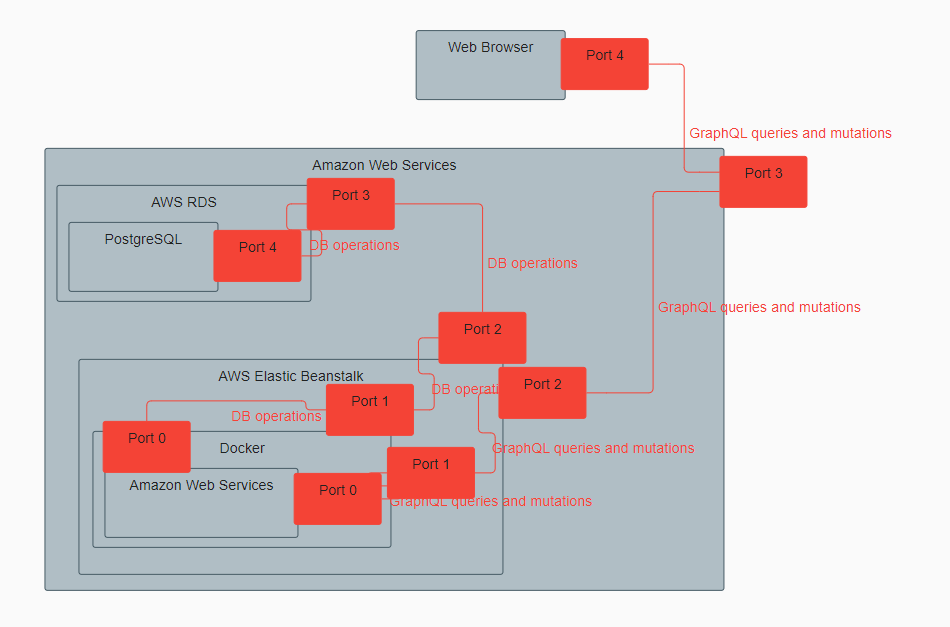 Web Browser
Port 4
GraphQL queries and mutations
Amazon Web Services
Port 3
AWS RDS
Port 3
PostgreSQL
Port 4
DB operations
DB operations
GraphQL queries and mutations
Port 2
AWS Elastic Beanstalk
Port 2
DB operati
Port 1
DB operations
Port 0
Docker
GraphQL queries and mutations
Port 1
Amazon Web Services
Port 0
GraphQL queries and mutations